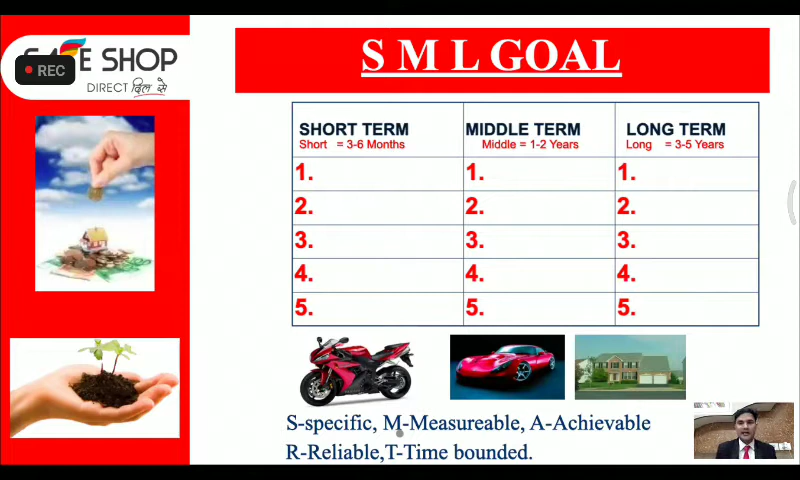 SAFE SHOP
REC
DIRECT दिल से
S M L GOAL
SHORT TERM
Short = 3-6 Months
MIDDLE TERM
Middle = 1-2 Years
LONG TERM
Long = 3-5 Years
1. 1. 1.
2. 2. 2.
3. 3. 3.
4. 4. 4.
5. 5. 5.
S-specific, M-Measureable, A-Achievable
R-Reliable,T-Time bounded.